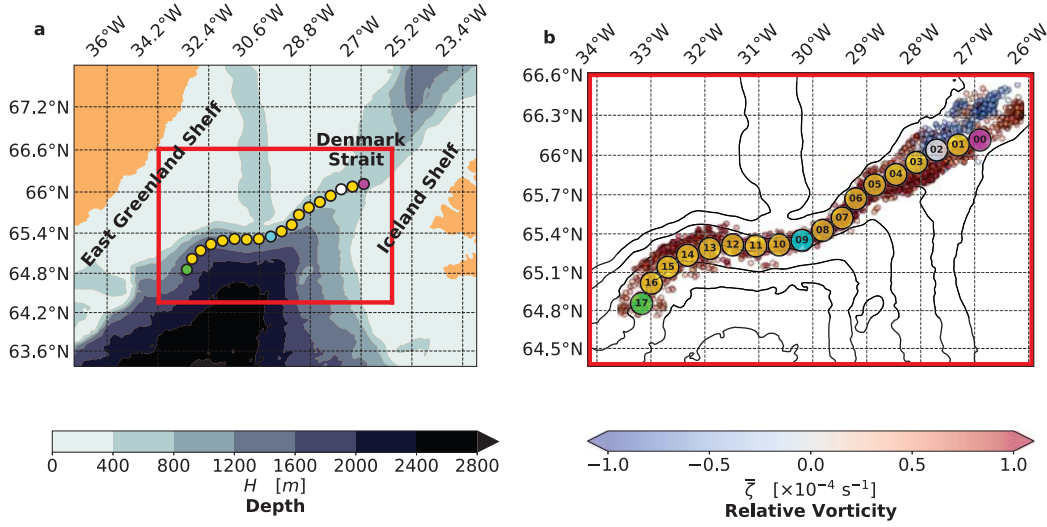 a
36°W 34.2°W 32.4°W 30.6°W 28.8°W 27°W 25.2°W 23.4°W
67.2°N
66.6°N
66°N
65.4°N
64.8°N
64.2°N
63.6°N
East Greenland Shelf
Denmark
Strait
Iceland Shelf
0 400 800 1200 1600 2000 2400 2800
H [m]
Depth
b
34°W 33°W 32°W 31°W 30°W 29°W 28°W 27°W 26°W
66.6°N
66.3°N
66°N
65.7°N
65.4°N
65.1°N
64.8°N
64.5°N
00
01
02
03
04
05
06
07
08
09
10
11
12
13
14
15
16
17
−1.0 −0.5 0.0 0.5 1.0
ζ̅ [×10⁻⁴ s⁻¹]
Relative Vorticity